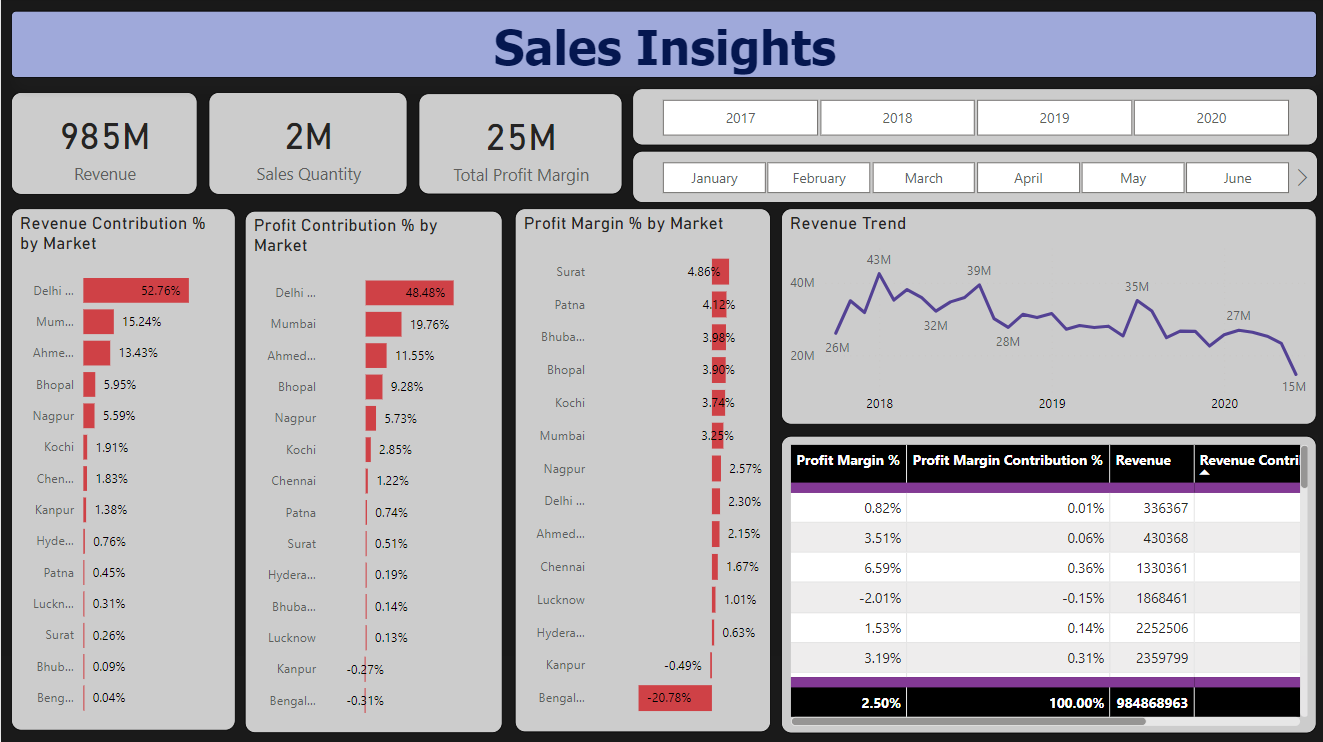 Sales Insights
985M
Revenue
2M
Sales Quantity
25M
Total Profit Margin
2017 2018 2019 2020
January February March April May June
Revenue Contribution %
by Market
Delhi ... 52.76%
Mum... 15.24%
Ahme... 13.43%
Bhopal 5.95%
Nagpur 5.59%
Kochi 1.91%
Chen... 1.83%
Kanpur 1.38%
Hyde... 0.76%
Patna 0.45%
Luckn... 0.31%
Surat 0.26%
Bhub... 0.09%
Beng... 0.04%
Profit Contribution % by
Market
Delhi ... 48.48%
Mumbai 19.76%
Ahmed... 11.55%
Bhopal 9.28%
Nagpur 5.73%
Kochi 2.85%
Chennai 1.22%
Patna 0.74%
Surat 0.51%
Hydera... 0.19%
Bhuba... 0.14%
Lucknow 0.13%
Kanpur -0.27%
Bengal... -0.31%
Profit Margin % by Market
Surat 4.86%
Patna 4.12%
Bhuba... 3.98%
Bhopal 3.90%
Kochi 3.74%
Mumbai 3.25%
Nagpur 2.57%
Delhi ... 2.30%
Ahmed... 2.15%
Chennai 1.67%
Lucknow 1.01%
Hydera... 0.63%
Kanpur -0.49%
Bengal... -20.78%
Revenue Trend
43M
39M
40M
35M
32M
27M
26M
28M
20M
15M
2018 2019 2020
Profit Margin % Profit Margin Contribution % Revenue Revenue Contri
0.82% 0.01% 336367
3.51% 0.06% 430368
6.59% 0.36% 1330361
-2.01% -0.15% 1868461
1.53% 0.14% 2252506
3.19% 0.31% 2359799
2.50% 100.00% 984868963